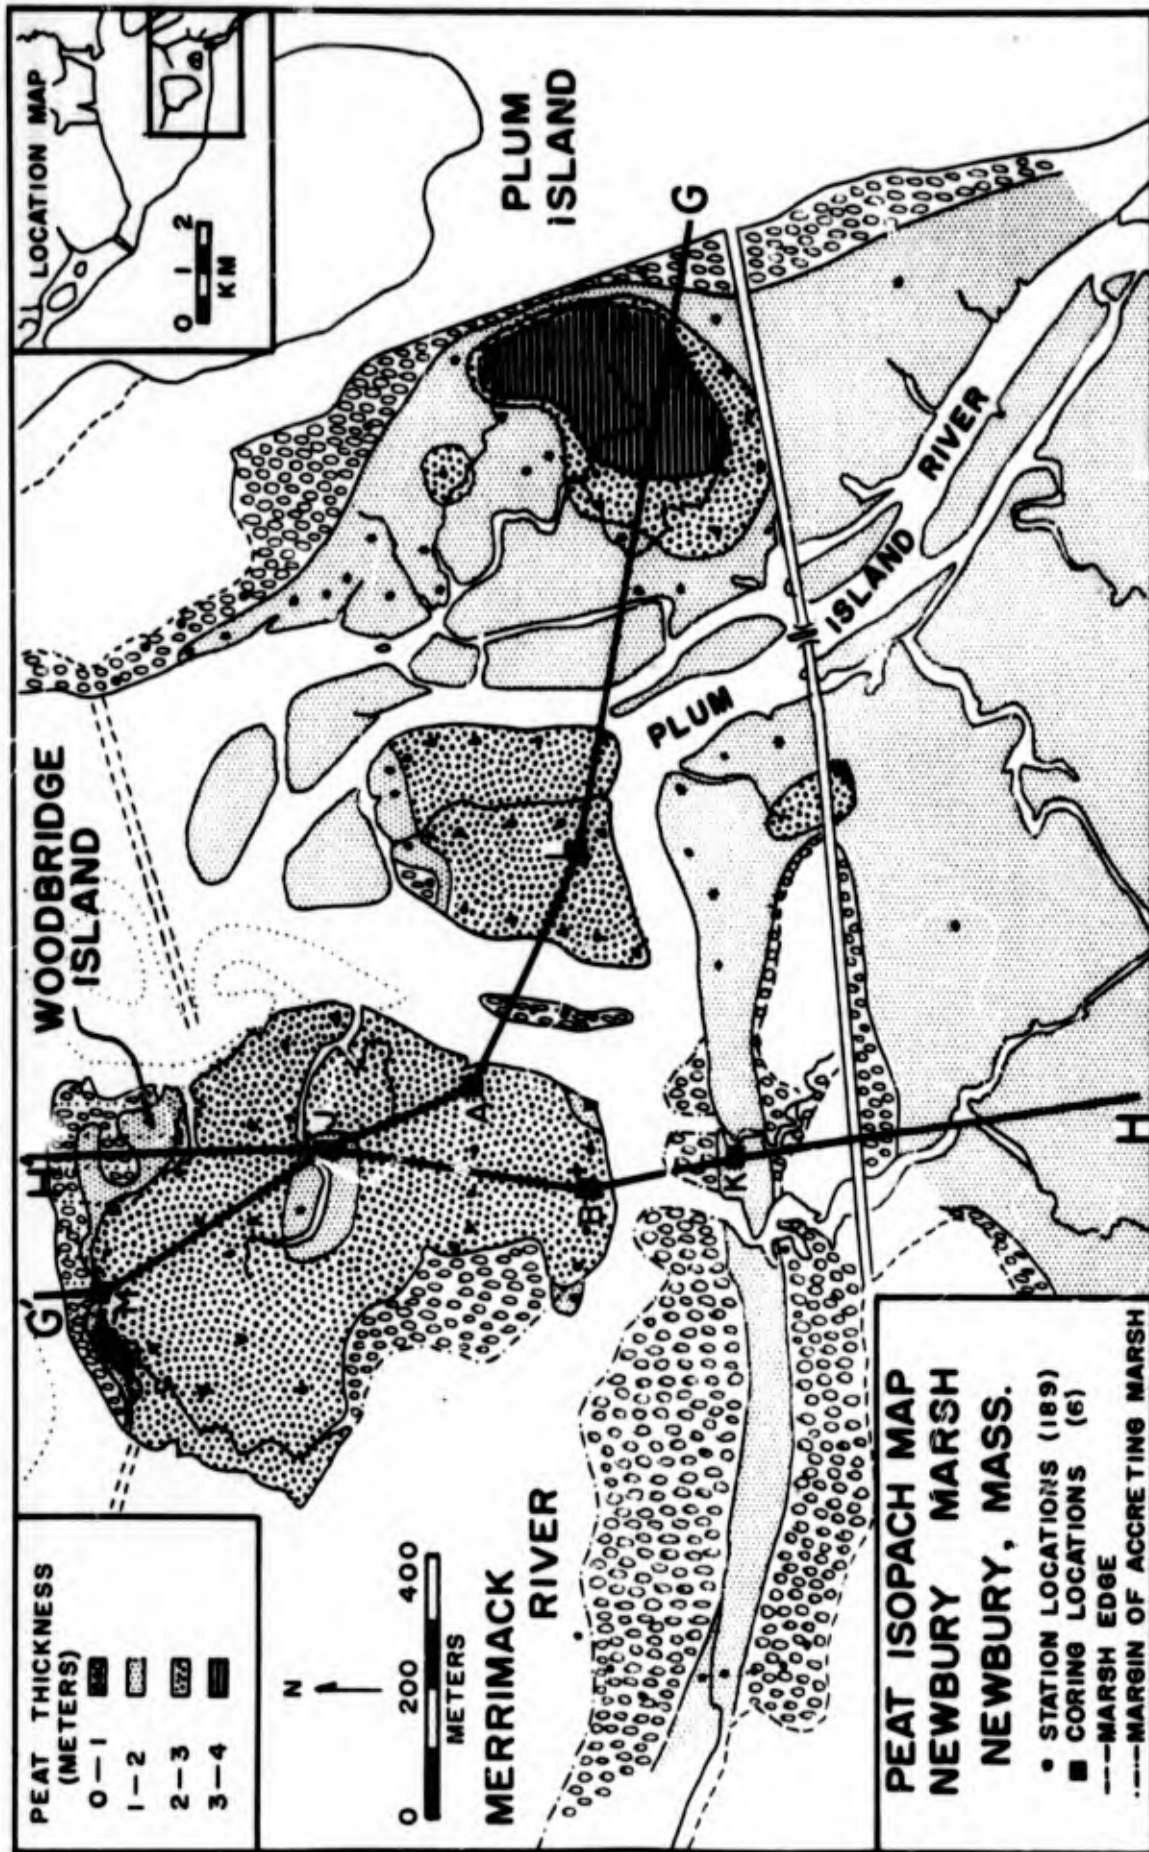 PEAT THICKNESS
(METERS)
0—1
1—2
2—3
3—4
N
0 200 400
METERS
MERRIMACK
RIVER
WOODBRIDGE
ISLAND
LOCATION MAP
0 1 2
KM
PLUM
ISLAND
G'
H'
M
J
A
L
B
K
G
H
PLUM
ISLAND
RIVER
PEAT ISOPACH MAP
NEWBURY MARSH
NEWBURY, MASS.
STATION LOCATIONS (189)
CORING LOCATIONS (6)
MARSH EDGE
MARGIN OF ACCRETING MARSH